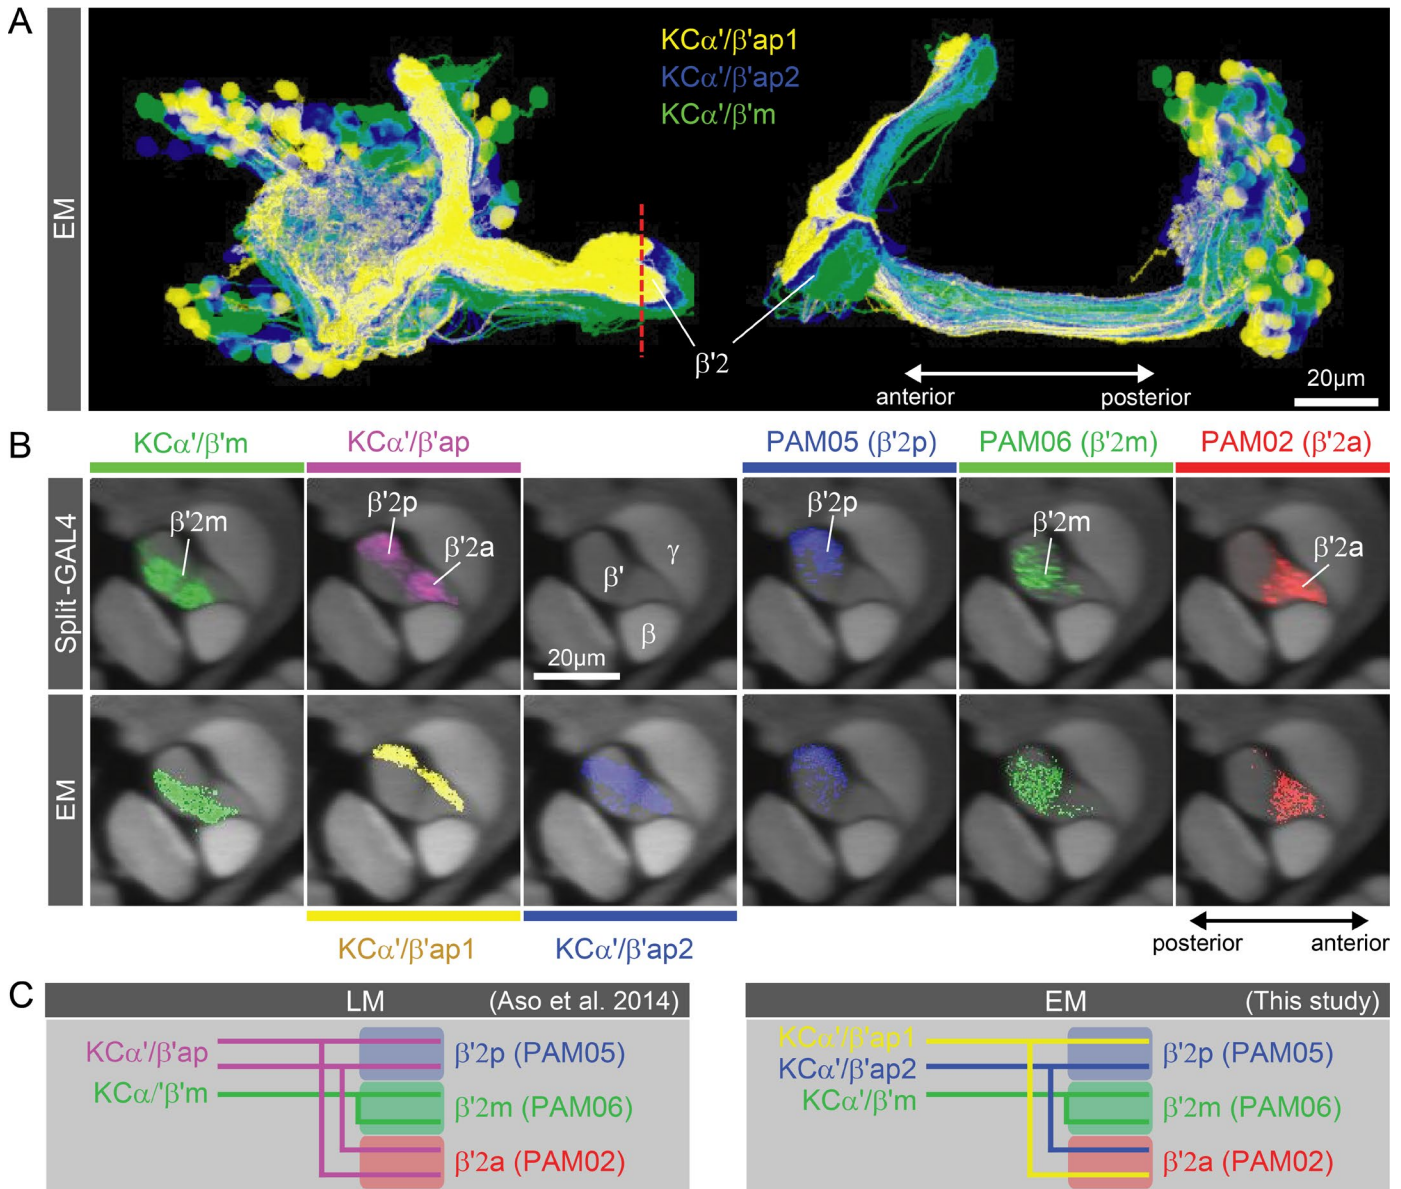 A
EM
KCα'/β'ap1
KCα'/β'ap2
KCα'/β'm
β'2
anterior
posterior
20μm
B
KCα'/β'm
KCα'/β'ap
PAM05 (β'2p)
PAM06 (β'2m)
PAM02 (β'2a)
Split-GAL4
β'2m
β'2p
β'2a
β'
γ
β
20μm
β'2p
β'2m
β'2a
EM
KCα'/β'ap1
KCα'/β'ap2
posterior
anterior
C
LM (Aso et al. 2014)
KCα'/β'ap
KCα/'β'm
β'2p (PAM05)
β'2m (PAM06)
β'2a (PAM02)
EM (This study)
KCα'/β'ap1
KCα'/β'ap2
KCα'/β'm
β'2p (PAM05)
β'2m (PAM06)
β'2a (PAM02)